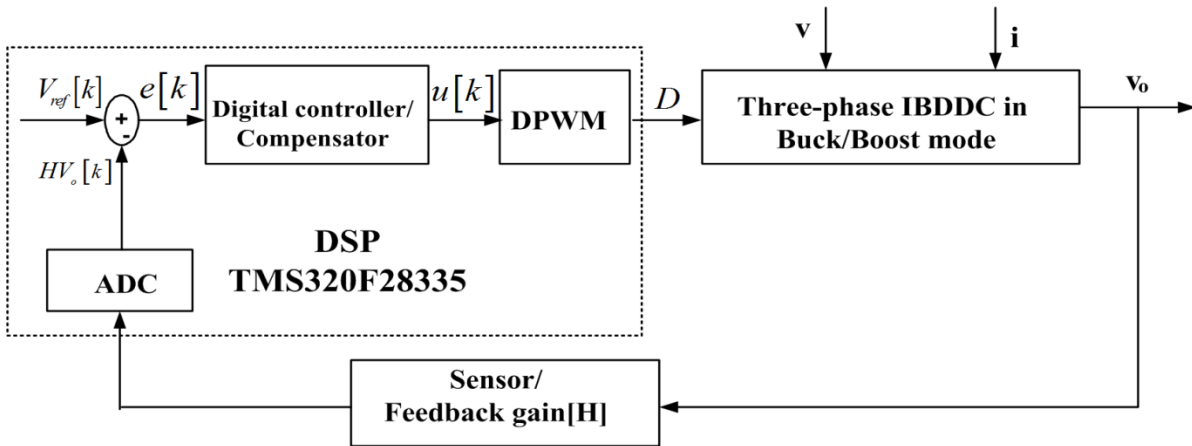 v
i
V_ref[k]
e[k]
Digital controller/
Compensator
u[k]
DPWM
D
Three-phase IBDDC in
Buck/Boost mode
v_o
+
-
HV_o[k]
ADC
DSP
TMS320F28335
Sensor/
Feedback gain[H]